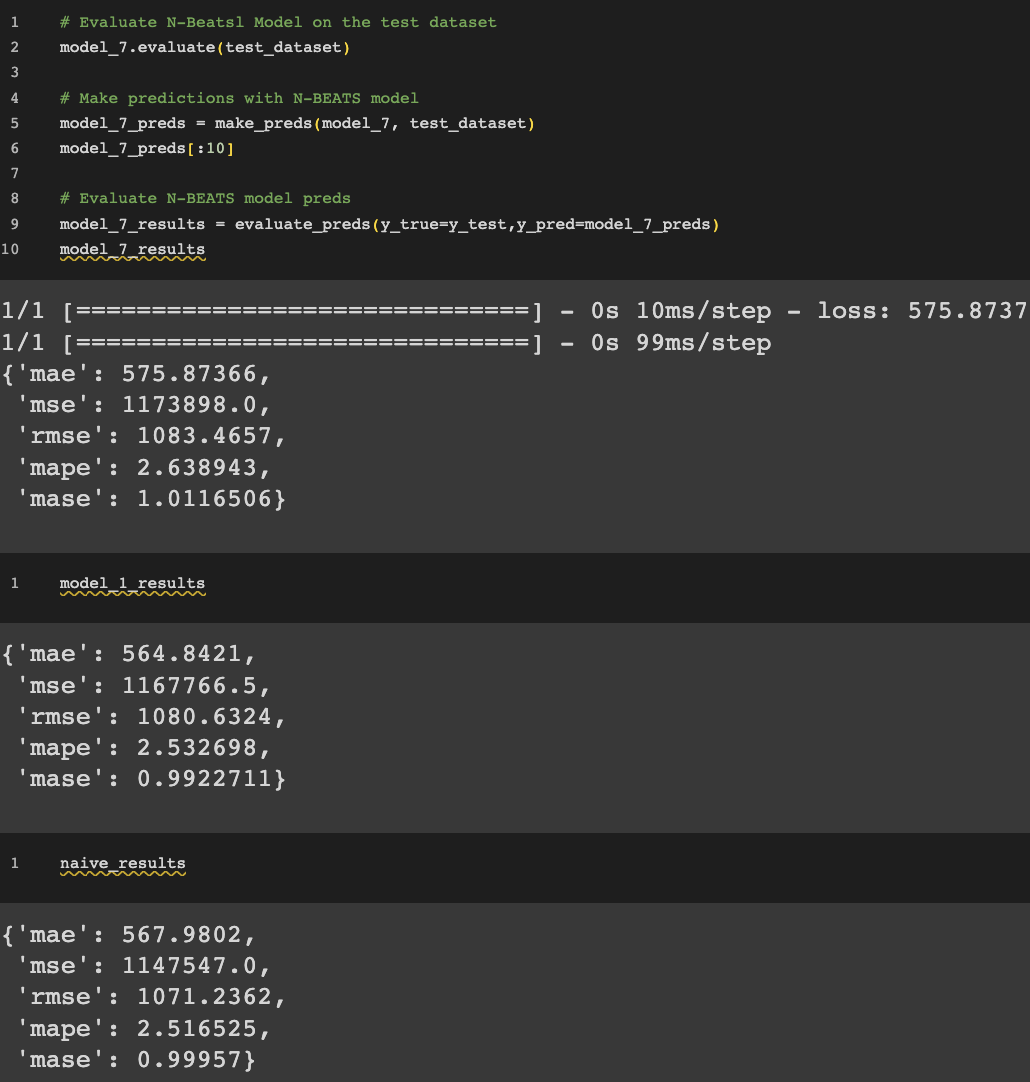 1 # Evaluate N-Beatsl Model on the test dataset
2 model_7.evaluate(test_dataset)
3
4 # Make predictions with N-BEATS model
5 model_7_preds = make_preds(model_7, test_dataset)
6 model_7_preds[:10]
7
8 # Evaluate N-BEATS model preds
9 model_7_results = evaluate_preds(y_true=y_test,y_pred=model_7_preds)
10 model_7_results
1/1 [==============================] - 0s 10ms/step - loss: 575.8737
1/1 [==============================] - 0s 99ms/step
{'mae': 575.87366,
'mse': 1173898.0,
'rmse': 1083.4657,
'mape': 2.638943,
'mase': 1.0116506}
1 model_1_results
{'mae': 564.8421,
'mse': 1167766.5,
'rmse': 1080.6324,
'mape': 2.532698,
'mase': 0.9922711}
1 naive_results
{'mae': 567.9802,
'mse': 1147547.0,
'rmse': 1071.2362,
'mape': 2.516525,
'mase': 0.99957}